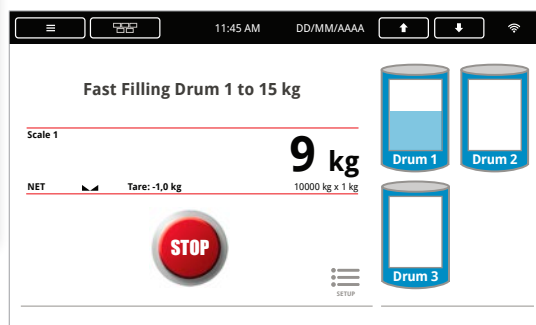 11:45 AM DD/MM/AAAA
Fast Filling Drum 1 to 15 kg
Scale 1
9 kg
NET Tare: -1,0 kg 10000 kg x 1 kg
STOP
SETUP
Drum 1 Drum 2
Drum 3